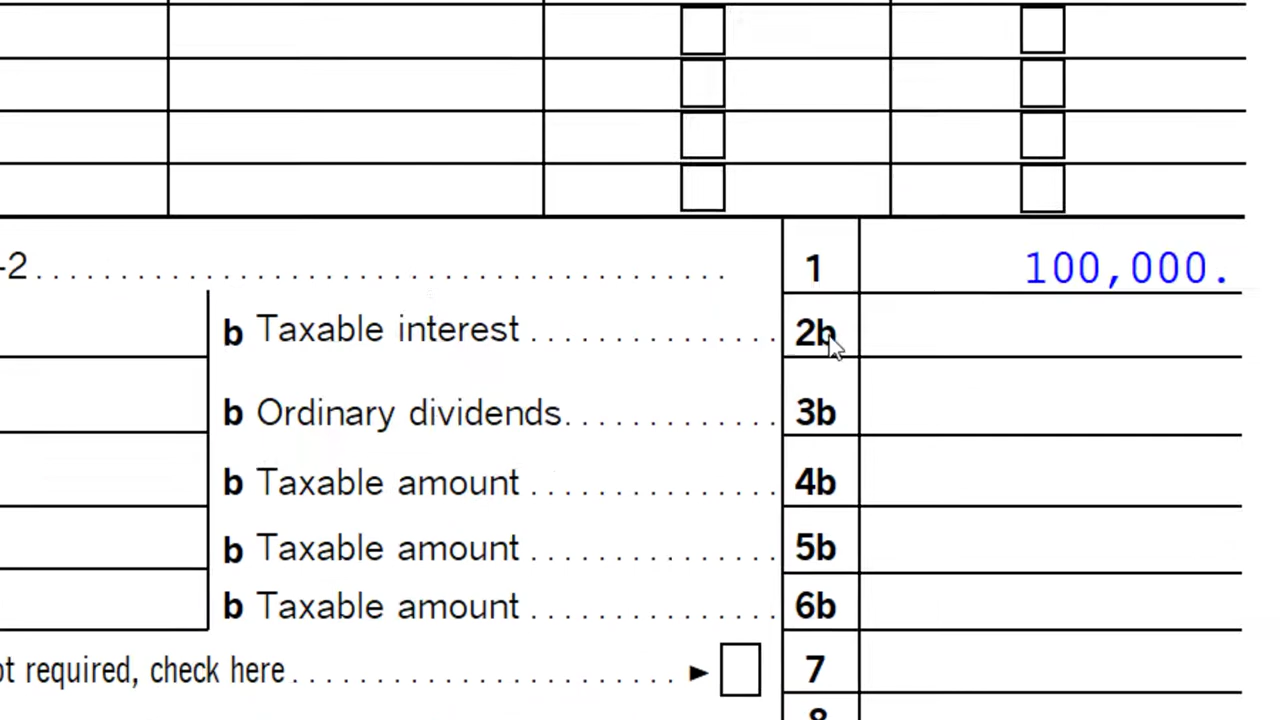 -2 ........................................ 1 100,000.
b Taxable interest ............... 2b
b Ordinary dividends............. 3b
b Taxable amount ............... 4b
b Taxable amount ............... 5b
b Taxable amount ............... 6b
ot required, check here ....................... ► 7
8